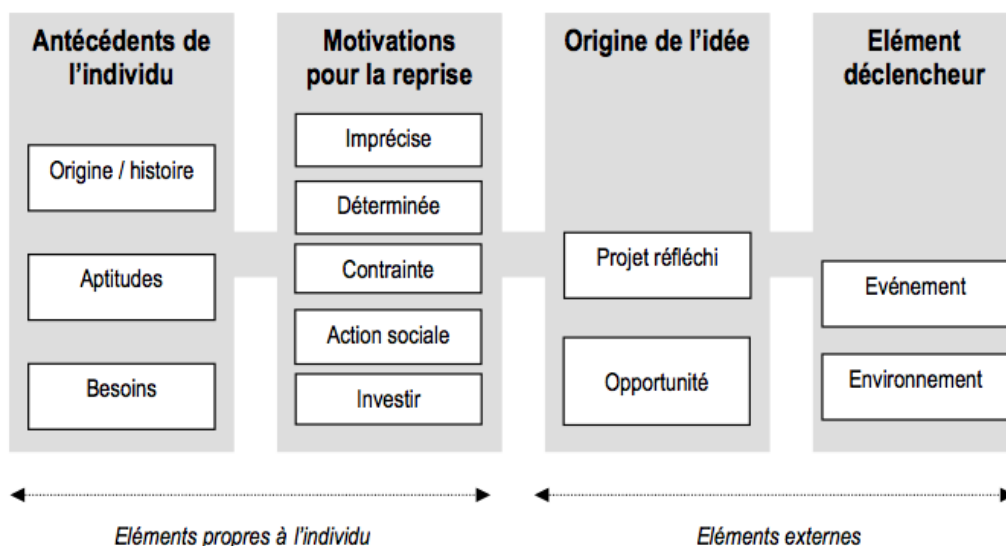 Antécédents de
l'individu
Origine / histoire
Aptitudes
Besoins
Motivations
pour la reprise
Imprécise
Déterminée
Contrainte
Action sociale
Investir
Origine de l'idée
Projet réfléchi
Opportunité
Elément
déclencheur
Evénement
Environnement
Eléments propres à l'individu
Eléments externes